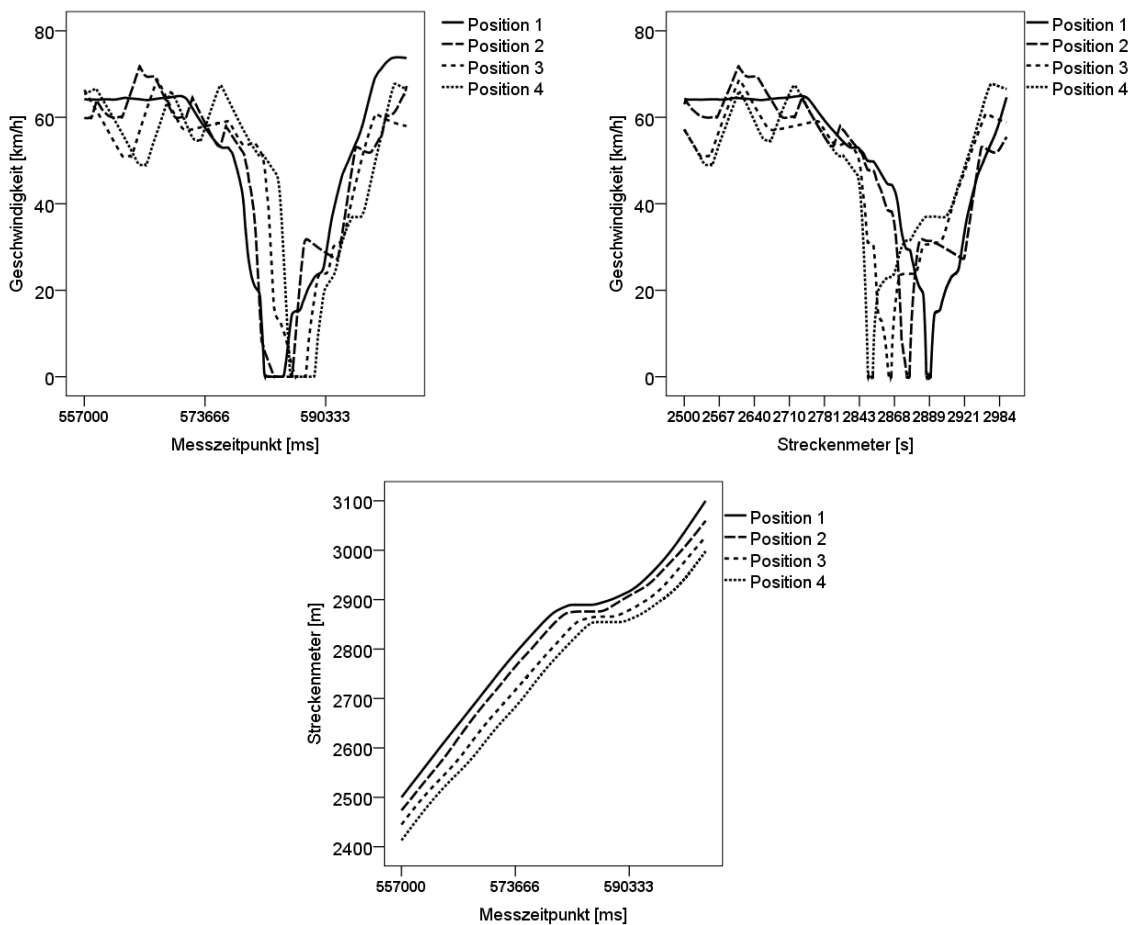 80
60
40
20
0
Geschwindigkeit [km/h]
557000 573666 590333
Messzeitpunkt [ms]
Position 1
Position 2
Position 3
Position 4
80
60
40
20
0
Geschwindigkeit [km/h]
2500 2567 2640 2710 2781 2843 2868 2889 2921 2984
Streckenmeter [s]
Position 1
Position 2
Position 3
Position 4
3100
3000
2900
2800
2700
2600
2500
2400
Streckenmeter [m]
557000 573666 590333
Messzeitpunkt [ms]
Position 1
Position 2
Position 3
Position 4